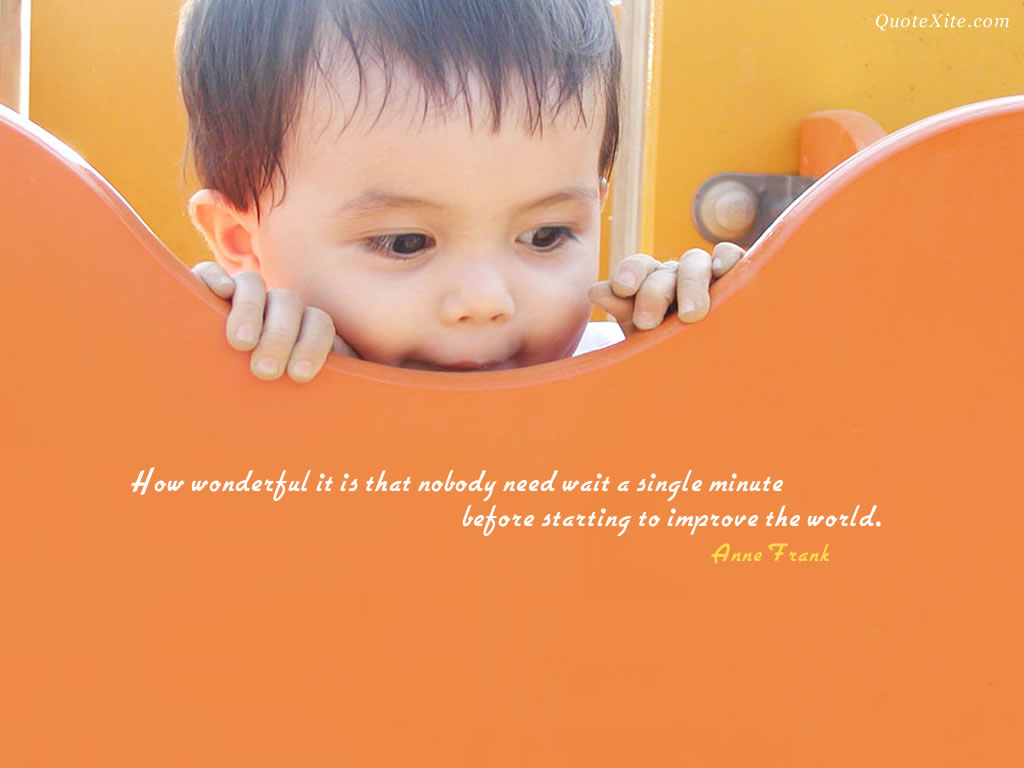 QuoteXite.com
How wonderful it is that nobody need wait a single minute
before starting to improve the world.
Anne Frank